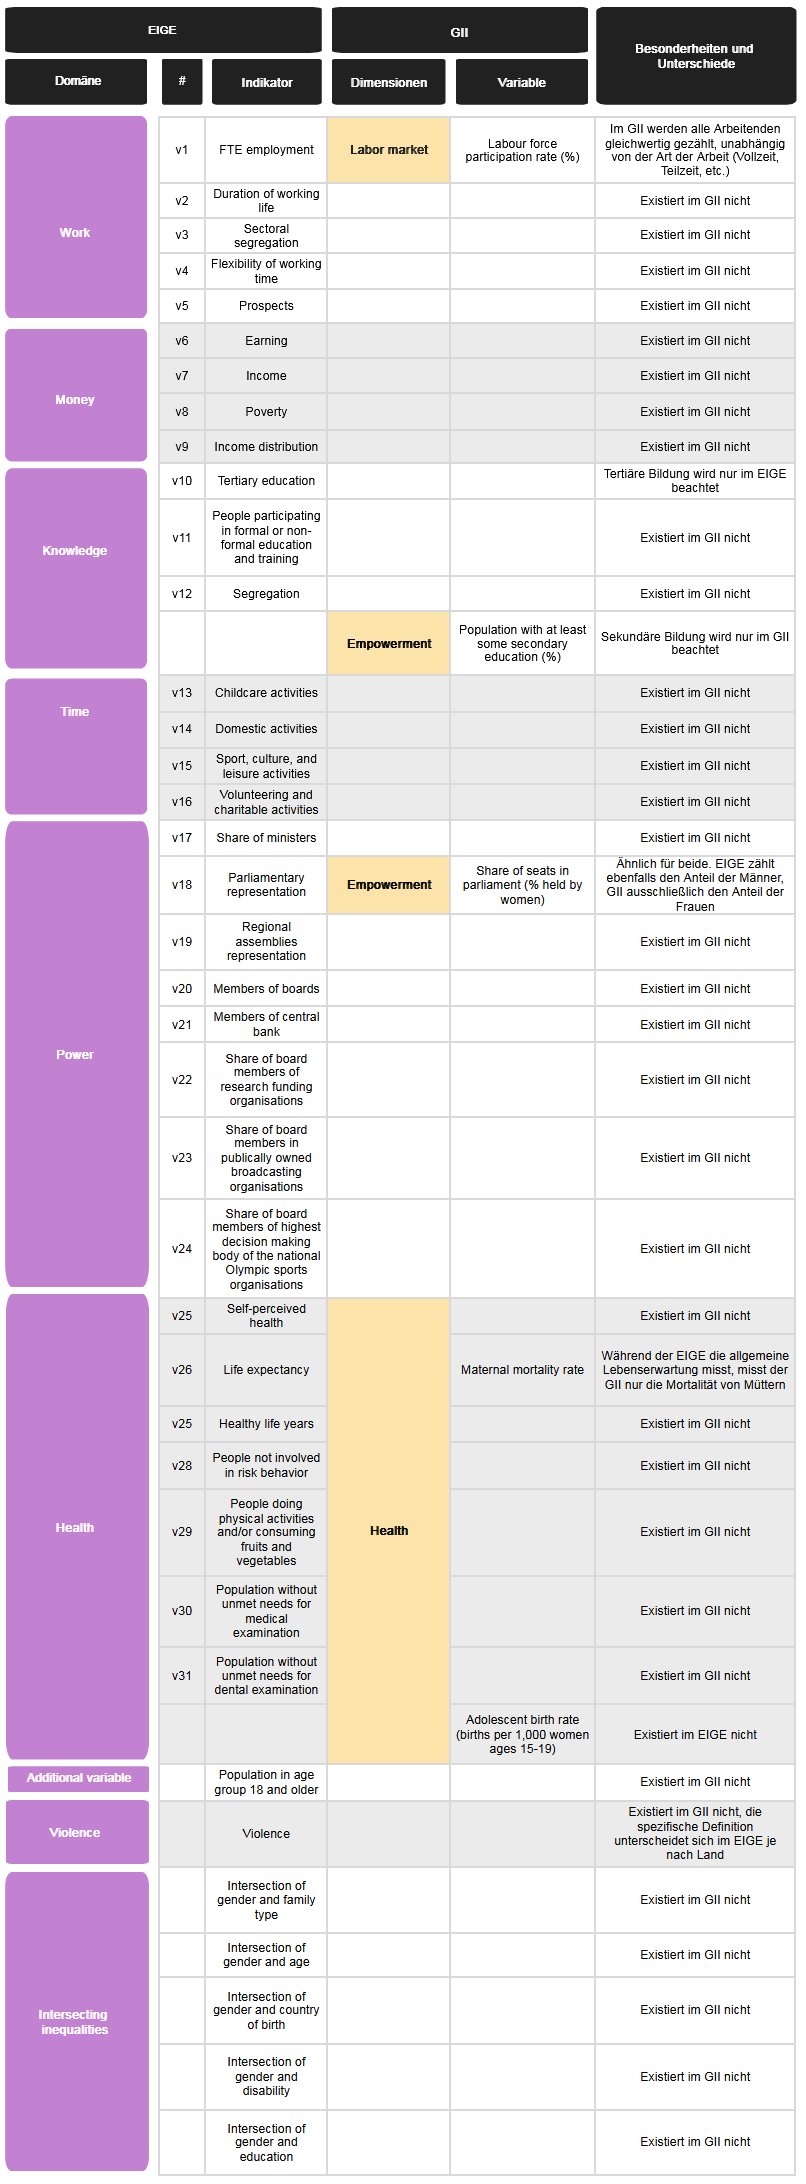 EIGE
GII
Besonderheiten und
Unterschiede
Domäne
#
Indikator
Dimensionen
Variable
Work
v1
FTE employment
Labor market
Labour force
participation rate (%)
Im GII werden alle Arbeitenden
gleichwertig gezählt, unabhängig
von der Art der Arbeit (Vollzeit,
Teilzeit, etc.)
v2
Duration of working
life
Existiert im GII nicht
v3
Sectoral
segregation
Existiert im GII nicht
v4
Flexibility of working
time
Existiert im GII nicht
v5
Prospects
Existiert im GII nicht
Money
v6
Earning
Existiert im GII nicht
v7
Income
Existiert im GII nicht
v8
Poverty
Existiert im GII nicht
v9
Income distribution
Existiert im GII nicht
Knowledge
v10
Tertiary education
Tertiäre Bildung wird nur im EIGE
beachtet
v11
People participating
in formal or non-
formal education
and training
Existiert im GII nicht
v12
Segregation
Existiert im GII nicht
Empowerment
Population with at least
some secondary
education (%)
Sekundäre Bildung wird nur im GII
beachtet
Time
v13
Childcare activities
Existiert im GII nicht
v14
Domestic activities
Existiert im GII nicht
v15
Sport, culture, and
leisure activities
Existiert im GII nicht
v16
Volunteering and
charitable activities
Existiert im GII nicht
Power
v17
Share of ministers
Existiert im GII nicht
v18
Parliamentary
representation
Empowerment
Share of seats in
parliament (% held by
women)
Ähnlich für beide. EIGE zählt
ebenfalls den Anteil der Männer,
GII ausschließlich den Anteil der
Frauen
v19
Regional
assemblies
representation
Existiert im GII nicht
v20
Members of boards
Existiert im GII nicht
v21
Members of central
bank
Existiert im GII nicht
v22
Share of board
members of
research funding
organisations
Existiert im GII nicht
v23
Share of board
members in
publically owned
broadcasting
organisations
Existiert im GII nicht
v24
Share of board
members of highest
decision making
body of the national
Olympic sports
organisations
Existiert im GII nicht
Health
v25
Self-perceived
health
Health
Existiert im GII nicht
v26
Life expectancy
Maternal mortality rate
Während der EIGE die allgemeine
Lebenserwartung misst, misst der
GII nur die Mortalität von Müttern
v25
Healthy life years
Existiert im GII nicht
v28
People not involved
in risk behavior
Existiert im GII nicht
v29
People doing
physical activities
and/or consuming
fruits and
vegetables
Existiert im GII nicht
v30
Population without
unmet needs for
medical
examination
Existiert im GII nicht
v31
Population without
unmet needs for
dental examination
Existiert im GII nicht
Adolescent birth rate
(births per 1,000 women
ages 15-19)
Existiert im EIGE nicht
Additional variable
Population in age
group 18 and older
Existiert im GII nicht
Violence
Violence
Existiert im GII nicht, die
spezifische Definition
unterscheidet sich im EIGE je
nach Land
Intersecting
inequalities
Intersection of
gender and family
type
Existiert im GII nicht
Intersection of
gender and age
Existiert im GII nicht
Intersection of
gender and country
of birth
Existiert im GII nicht
Intersection of
gender and
disability
Existiert im GII nicht
Intersection of
gender and
education
Existiert im GII nicht